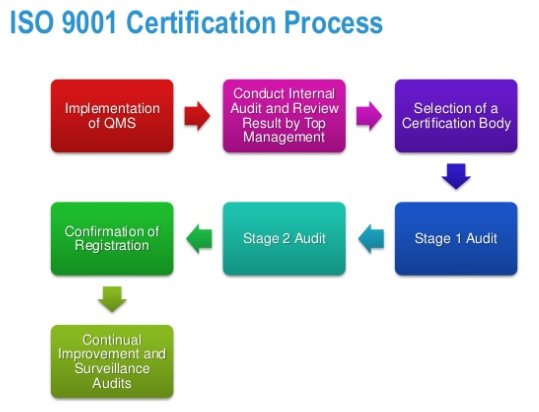 ISO 9001 Certification Process
Implementation
of QMS
Conduct Internal
Audit and Review
Result by Top
Management
Selection of a
Certification Body
Stage 1 Audit
Stage 2 Audit
Confirmation of
Registration
Continual
Improvement and
Surveillance
Audits